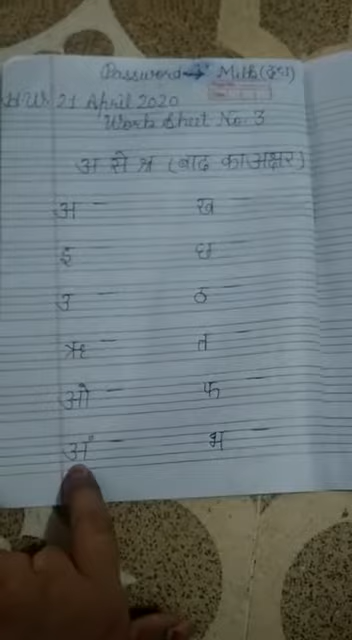 Password → Milk (दूध)
H.W. 21 April 2020
Work Sheet No. 3
अ से श्र (बाद का अक्षर)
अ — ख —
इ — छ —
उ — ठ —
ऋ — त —
ओ — फ —
अं — भ —